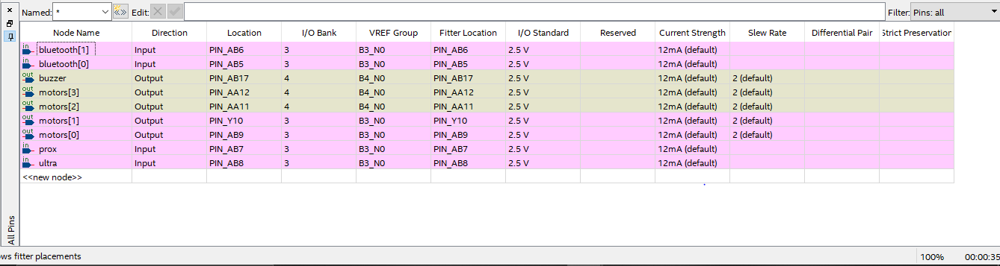 Named: * Edit: Filter: Pins: all
Node Name Direction Location I/O Bank VREF Group Fitter Location I/O Standard Reserved Current Strength Slew Rate Differential Pair Strict Preservation
in bluetooth[1] Input PIN_AB6 3 B3_N0 PIN_AB6 2.5 V 12mA (default)
in bluetooth[0] Input PIN_AB5 3 B3_N0 PIN_AB5 2.5 V 12mA (default)
out buzzer Output PIN_AB17 4 B4_N0 PIN_AB17 2.5 V 12mA (default) 2 (default)
out motors[3] Output PIN_AA12 4 B4_N0 PIN_AA12 2.5 V 12mA (default) 2 (default)
out motors[2] Output PIN_AA11 4 B4_N0 PIN_AA11 2.5 V 12mA (default) 2 (default)
out motors[1] Output PIN_Y10 3 B3_N0 PIN_Y10 2.5 V 12mA (default) 2 (default)
out motors[0] Output PIN_AB9 3 B3_N0 PIN_AB9 2.5 V 12mA (default) 2 (default)
in prox Input PIN_AB7 3 B3_N0 PIN_AB7 2.5 V 12mA (default)
in ultra Input PIN_AB8 3 B3_N0 PIN_AB8 2.5 V 12mA (default)
<<new node>>
All Pins
ws fitter placements 100% 00:00:35